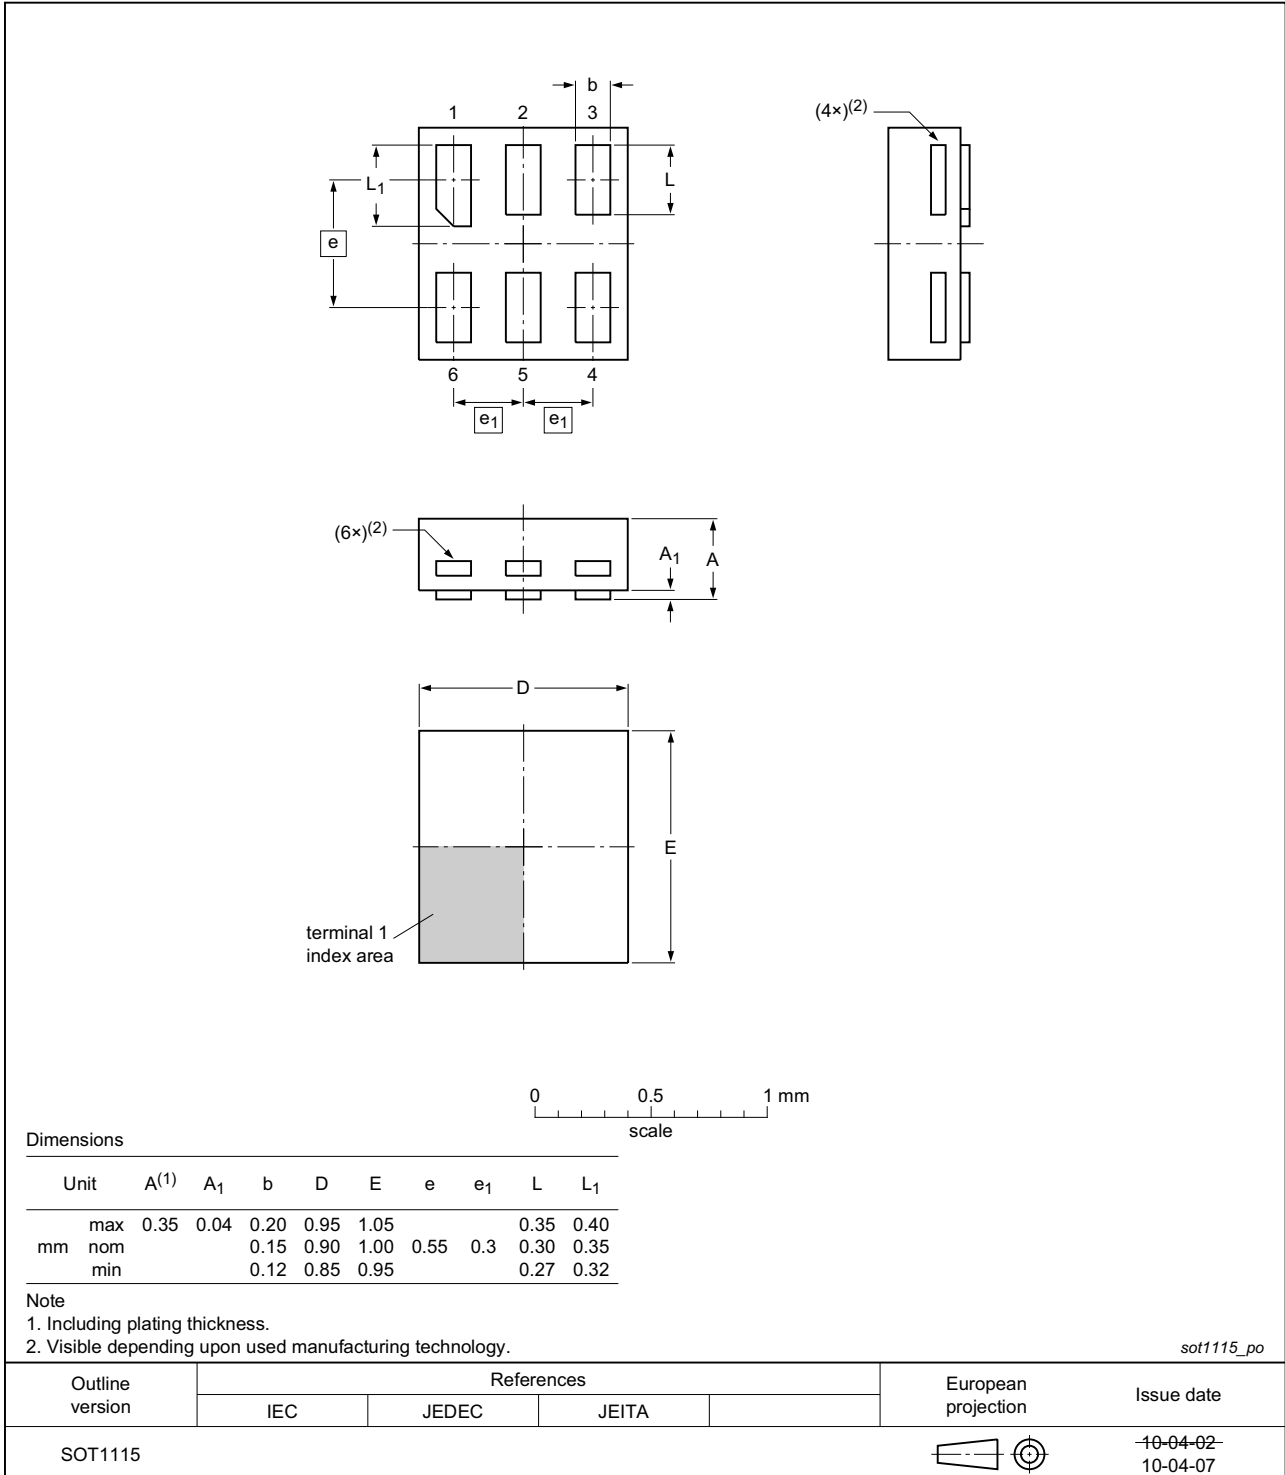 b
1 2 3
(4×)(2)
L1
L
e
6 5 4
e1 e1
(6×)(2)
A1 A
D
E
terminal 1
index area
0 0.5 1 mm
scale
Dimensions
Unit A(1) A1 b D E e e1 L L1
max 0.35 0.04 0.20 0.95 1.05 0.35 0.40
mm nom 0.15 0.90 1.00 0.55 0.3 0.30 0.35
min 0.12 0.85 0.95 0.27 0.32
Note
1. Including plating thickness.
2. Visible depending upon used manufacturing technology.
sot1115_po
Outline version References European projection Issue date
IEC JEDEC JEITA
SOT1115 10-04-02
10-04-07